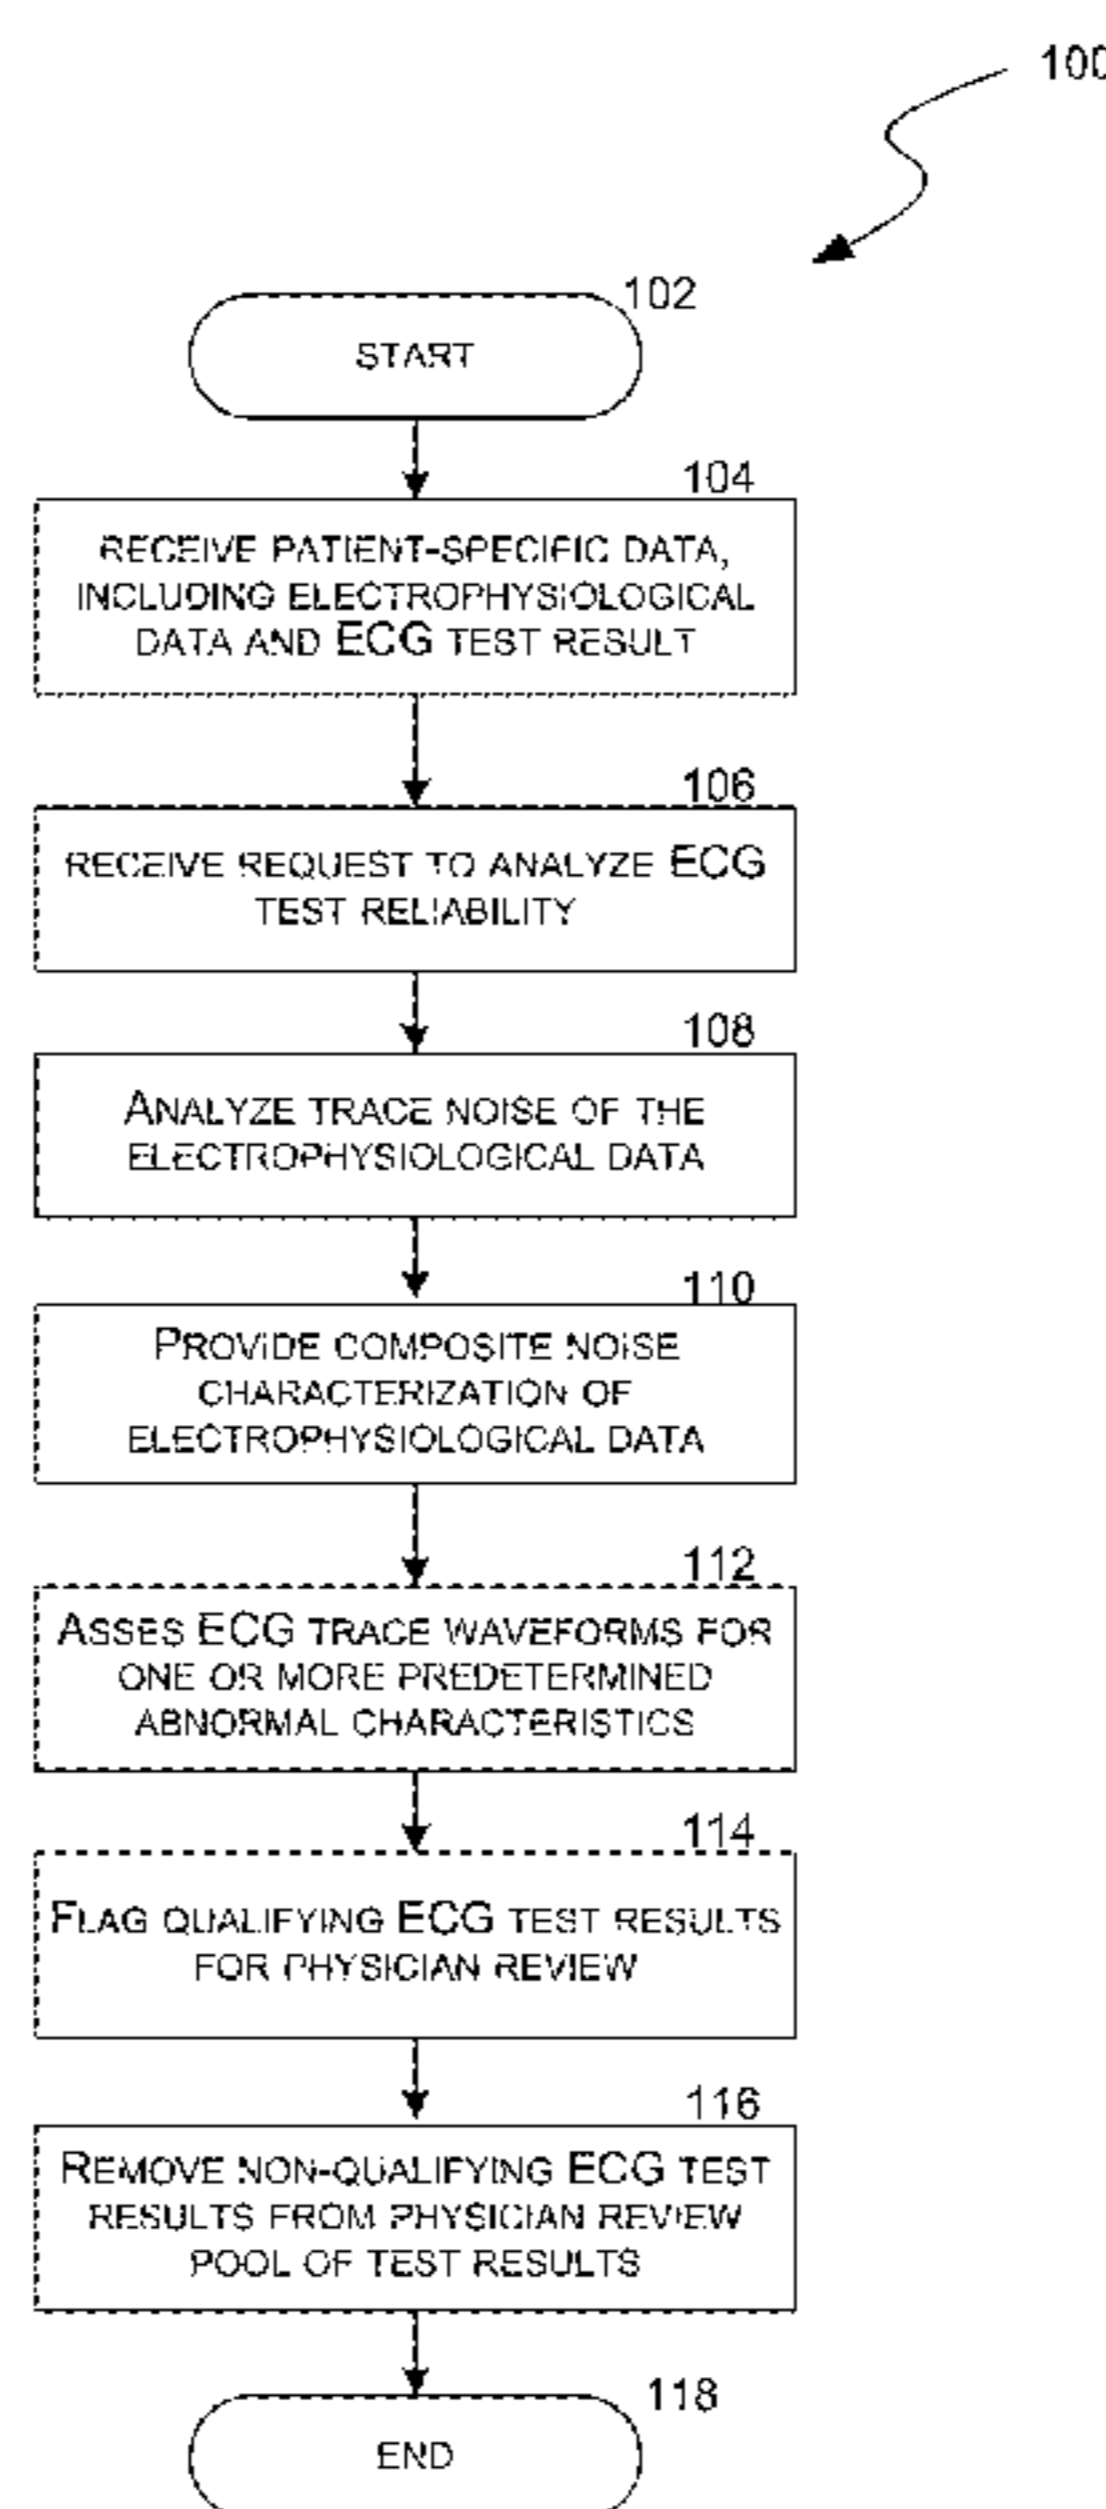 100
102
START
104
RECEIVE PATIENT-SPECIFIC DATA,
INCLUDING ELECTROPHYSIOLOGICAL
DATA AND ECG TEST RESULT
106
RECEIVE REQUEST TO ANALYZE ECG
TEST RELIABILITY
108
ANALYZE TRACE NOISE OF THE
ELECTROPHYSIOLOGICAL DATA
110
PROVIDE COMPOSITE NOISE
CHARACTERIZATION OF
ELECTROPHYSIOLOGICAL DATA
112
ASSES ECG TRACE WAVEFORMS FOR
ONE OR MORE PREDETERMINED
ABNORMAL CHARACTERISTICS
114
FLAG QUALIFYING ECG TEST RESULTS
FOR PHYSICIAN REVIEW
116
REMOVE NON-QUALIFYING ECG TEST
RESULTS FROM PHYSICIAN REVIEW
POOL OF TEST RESULTS
118
END